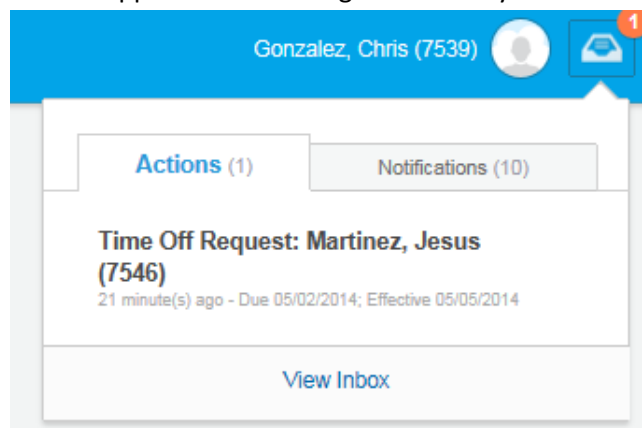 Gonzalez, Chris (7539)
1
Actions (1)
Notifications (10)
Time Off Request: Martinez, Jesus
(7546)
21 minute(s) ago - Due 05/02/2014; Effective 05/05/2014
View Inbox